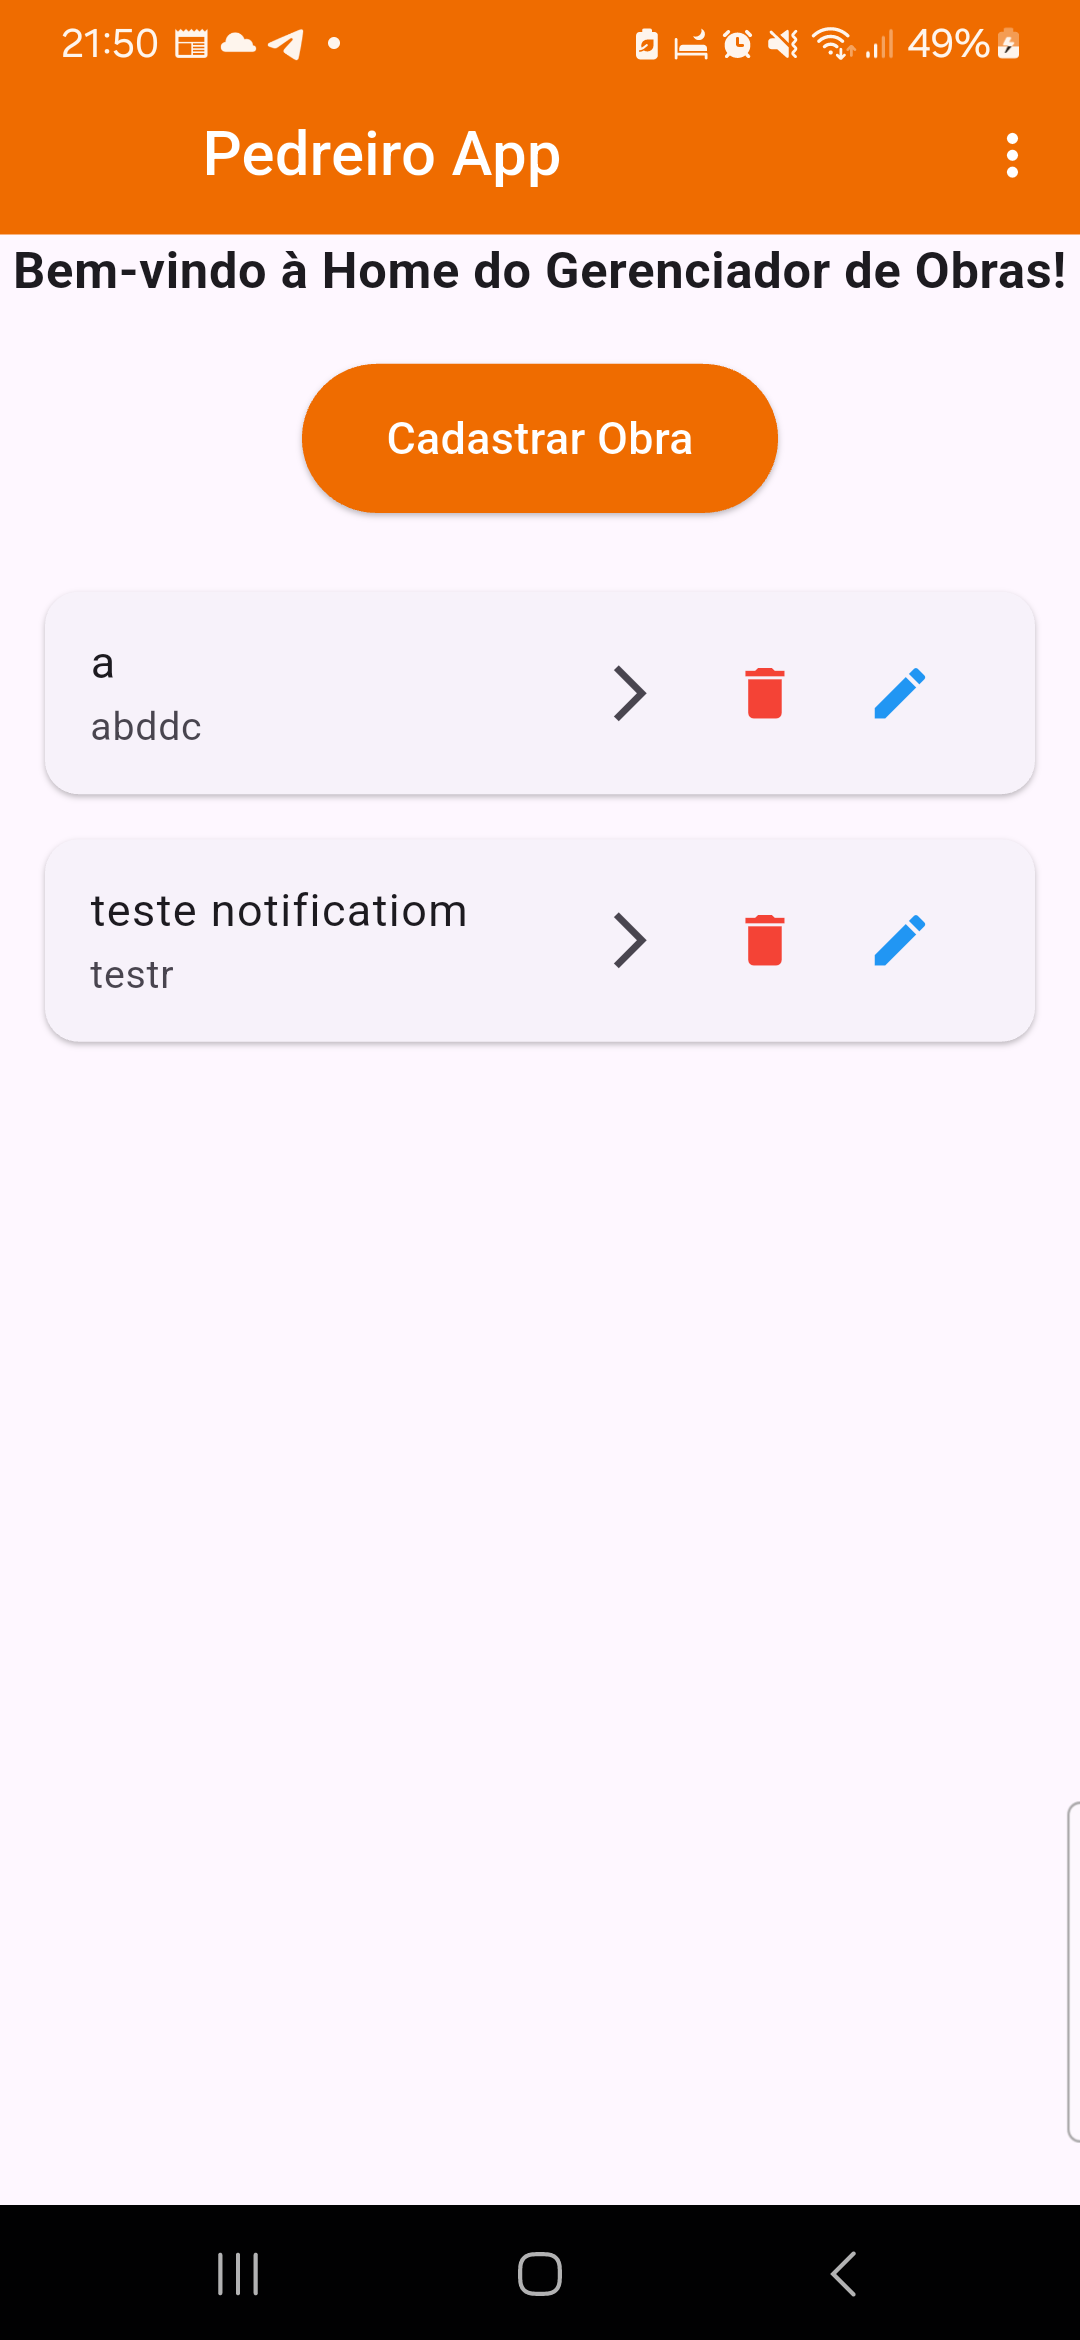 21:50
49%
Pedreiro App
Bem-vindo à Home do Gerenciador de Obras!
Cadastrar Obra
a
abddc
teste notificatiom
testr